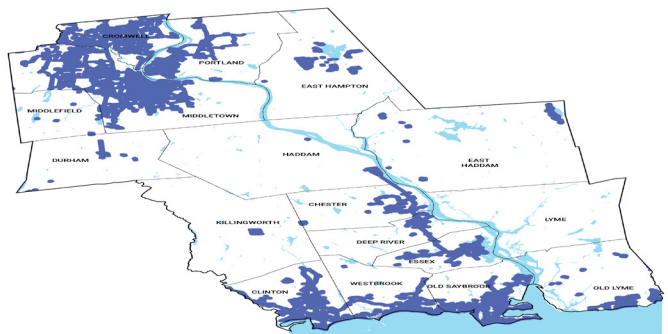 CROMWELL
PORTLAND
EAST HAMPTON
MIDDLEFIELD
MIDDLETOWN
DURHAM
HADDAM
EAST
HADDAM
CHESTER
KILLINGWORTH
LYME
DEEP RIVER
ESSEX
CLINTON
WESTBROOK
OLD SAYBROOK
OLD LYME